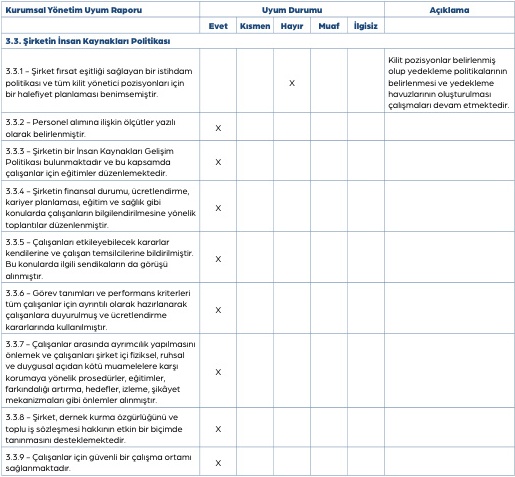 Kurumsal Yönetim Uyum Raporu Uyum Durumu Açıklama
Evet Kısmen Hayır Muaf İlgisiz
3.3. Şirketin İnsan Kaynakları Politikası
3.3.1 - Şirket fırsat eşitliği sağlayan bir istihdam
politikası ve tüm kilit yönetici pozisyonları için
bir halefiyet planlaması benimsemiştir.
X
Kilit pozisyonlar belirlenmiş
olup yedekleme politikalarının
belirlenmesi ve yedekleme
havuzlarının oluşturulması
çalışmaları devam etmektedir.
3.3.2 - Personel alımına ilişkin ölçütler yazılı
olarak belirlenmiştir.
X
3.3.3 - Şirketin bir İnsan Kaynakları Gelişim
Politikası bulunmaktadır ve bu kapsamda
çalışanlar için eğitimler düzenlemektedir.
X
3.3.4 - Şirketin finansal durumu, ücretlendirme,
kariyer planlaması, eğitim ve sağlık gibi
konularda çalışanların bilgilendirilmesine yönelik
toplantılar düzenlenmiştir.
X
3.3.5 - Çalışanları etkileyebilecek kararlar
kendilerine ve çalışan temsilcilerine bildirilmiştir.
Bu konularda ilgili sendikaların da görüşü
alınmıştır.
X
3.3.6 - Görev tanımları ve performans kriterleri
tüm çalışanlar için ayrıntılı olarak hazırlanarak
çalışanlara duyurulmuş ve ücretlendirme
kararlarında kullanılmıştır.
X
3.3.7 - Çalışanlar arasında ayrımcılık yapılmasını
önlemek ve çalışanları şirket içi fiziksel, ruhsal
ve duygusal açıdan kötü muamelelere karşı
korumaya yönelik prosedürler, eğitimler,
farkındalığı artırma, hedefler, izleme, şikâyet
mekanizmaları gibi önlemler alınmıştır.
X
3.3.8 - Şirket, dernek kurma özgürlüğünü ve
toplu iş sözleşmesi hakkının etkin bir biçimde
tanınmasını desteklemektedir.
X
3.3.9 - Çalışanlar için güvenli bir çalışma ortamı
sağlanmaktadır.
X